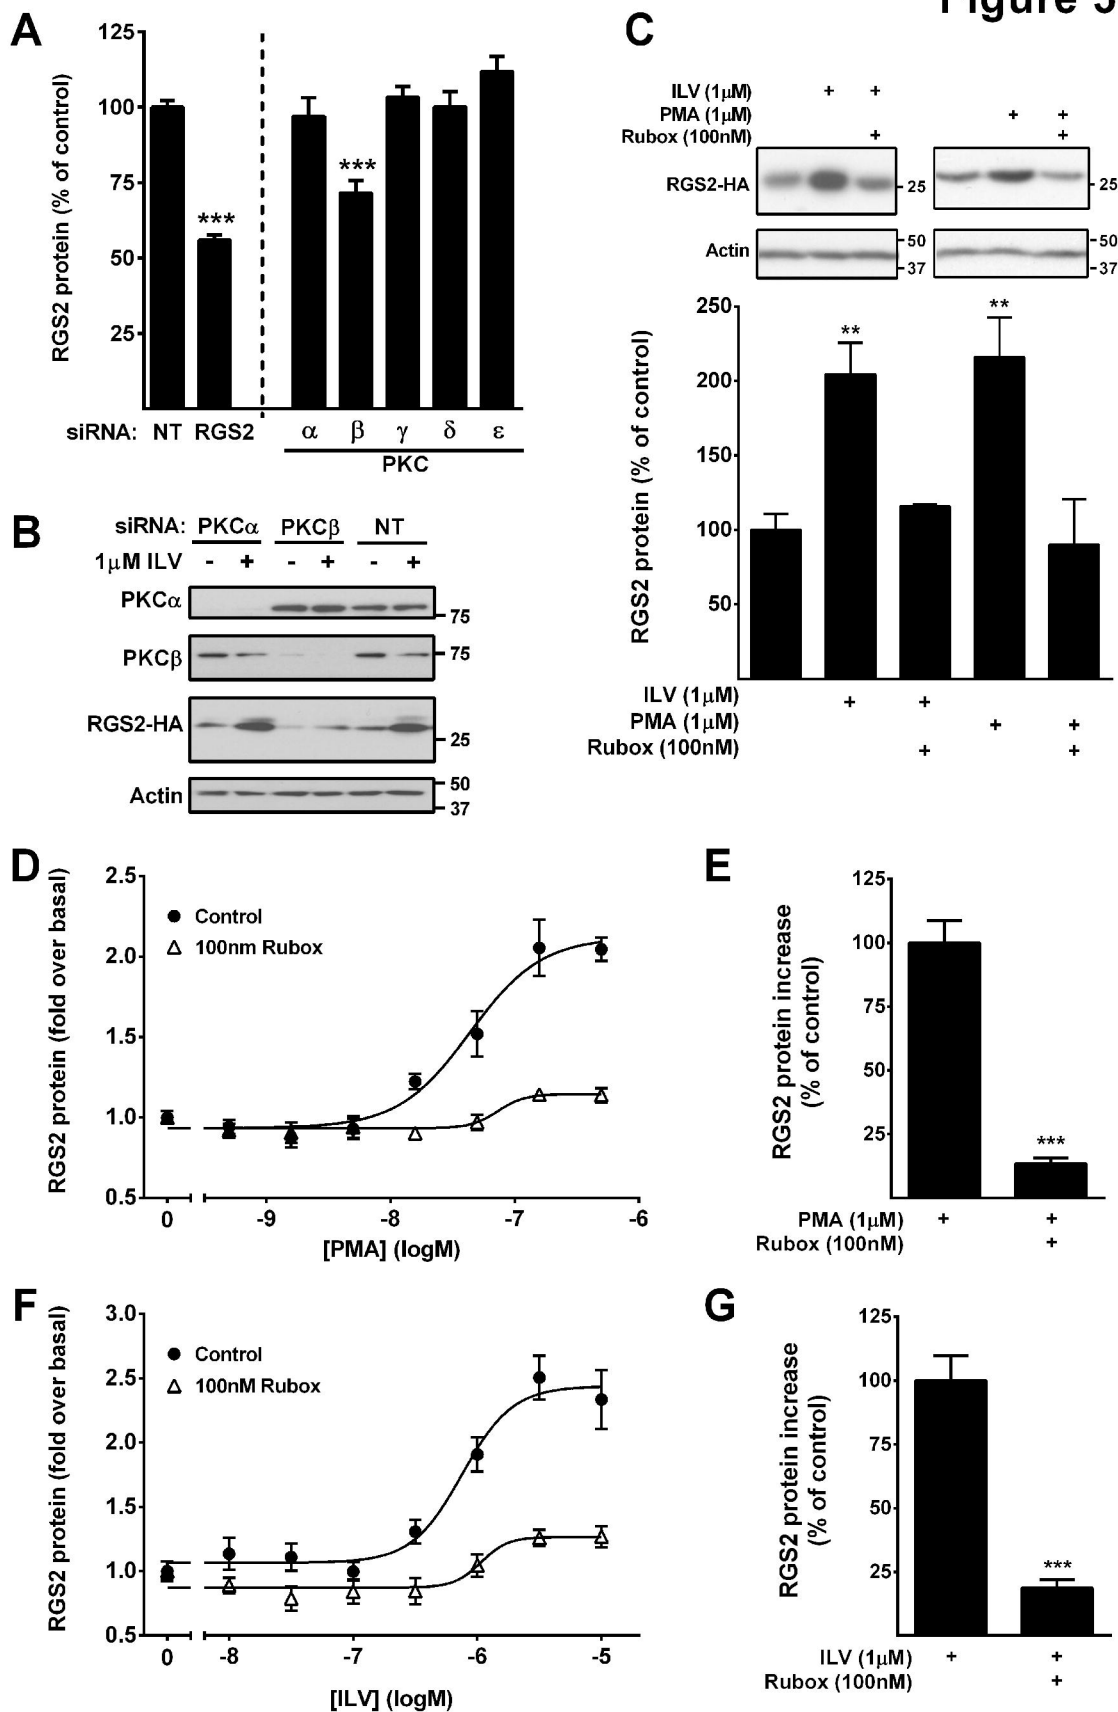 Figure 5
A
125
100
75
50
25
RGS2 protein (% of control)
***
***
siRNA: NT RGS2 α β γ δ ε
PKC
B
siRNA: PKCα PKCβ NT
1μM ILV - + - + - +
PKCα
75
PKCβ
75
RGS2-HA
25
Actin
50
37
C
ILV (1μM) + +
PMA (1μM) + +
Rubox (100nM) + +
RGS2-HA
25
25
Actin
50
37
50
37
250
200
150
100
50
RGS2 protein (% of control)
**
**
ILV (1μM) + +
PMA (1μM) + +
Rubox (100nM) + +
D
2.5
2.0
1.5
1.0
0.5
RGS2 protein (fold over basal)
Control
100nm Rubox
0 -9 -8 -7 -6
[PMA] (logM)
E
125
100
75
50
25
RGS2 protein increase
(% of control)
***
PMA (1μM) + +
Rubox (100nM) +
F
3.0
2.5
2.0
1.5
1.0
0.5
RGS2 protein (fold over basal)
Control
100nM Rubox
0 -8 -7 -6 -5
[ILV] (logM)
G
125
100
75
50
25
RGS2 protein increase
(% of control)
***
ILV (1μM) + +
Rubox (100nM) +